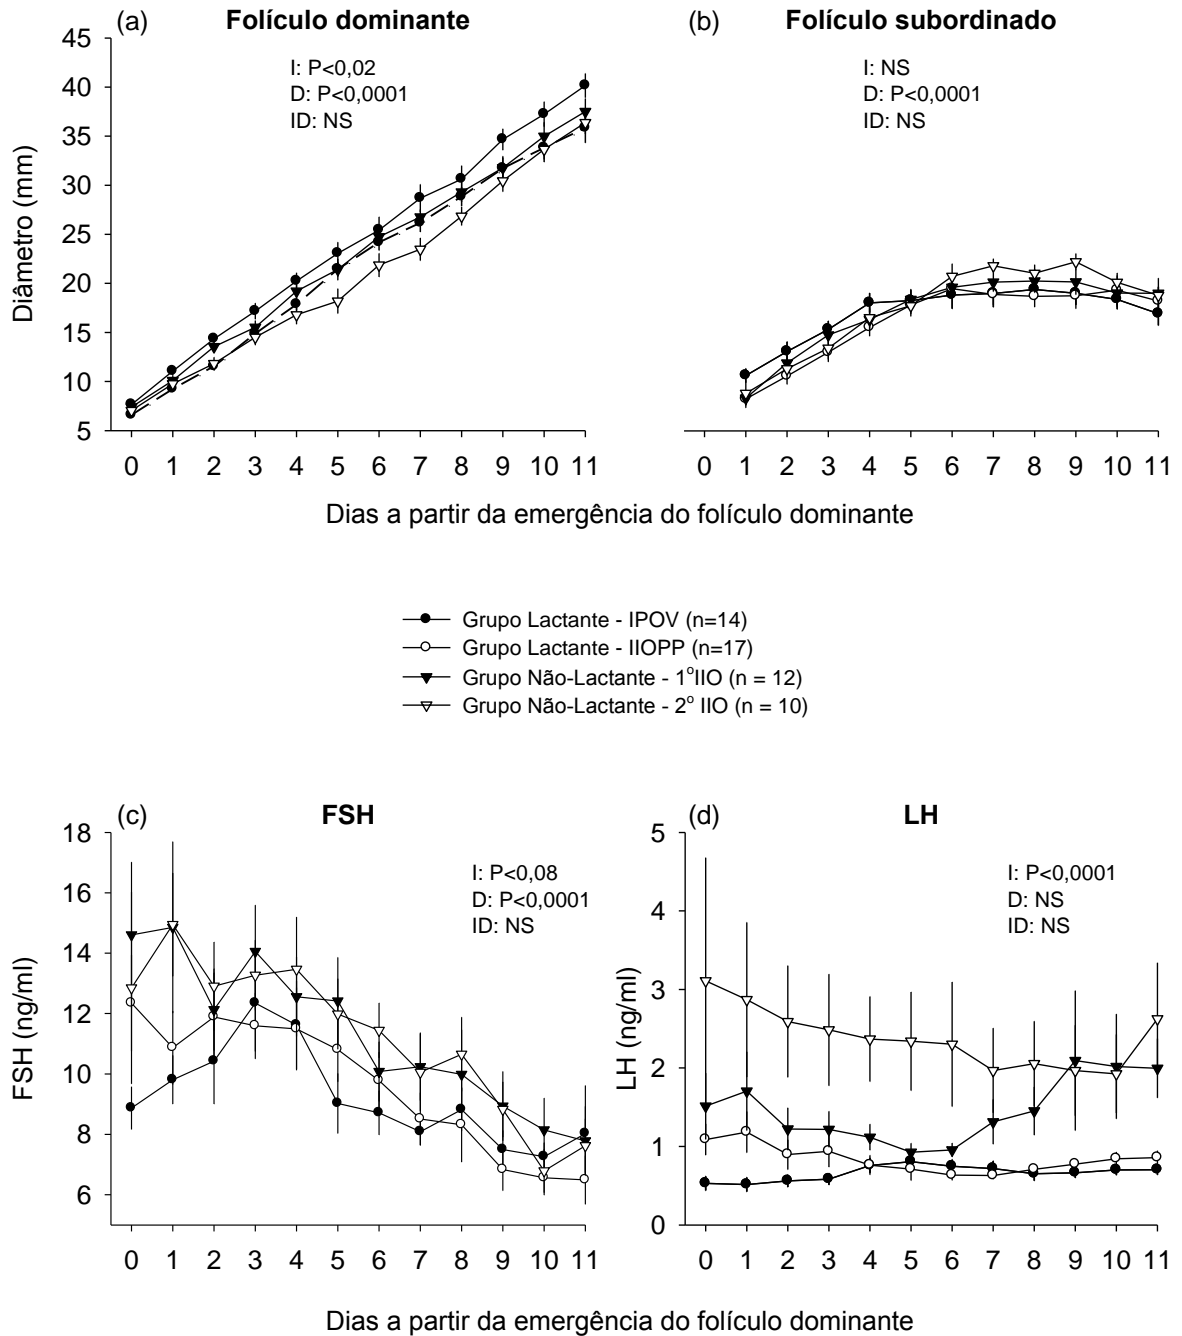 (a) Folículo dominante
I: P<0,02
D: P<0,0001
ID: NS
Diâmetro (mm)
45
40
35
30
25
20
15
10
5
0 1 2 3 4 5 6 7 8 9 10 11
(b) Folículo subordinado
I: NS
D: P<0,0001
ID: NS
0 1 2 3 4 5 6 7 8 9 10 11
Dias a partir da emergência do folículo dominante
Grupo Lactante - IPOV (n=14)
Grupo Lactante - IIOPP (n=17)
Grupo Não-Lactante - 1ºIIO (n = 12)
Grupo Não-Lactante - 2º IIO (n = 10)
(c) FSH
I: P<0,08
D: P<0,0001
ID: NS
FSH (ng/ml)
18
16
14
12
10
8
6
0 1 2 3 4 5 6 7 8 9 10 11
(d) LH
I: P<0,0001
D: NS
ID: NS
LH (ng/ml)
5
4
3
2
1
0
0 1 2 3 4 5 6 7 8 9 10 11
Dias a partir da emergência do folículo dominante